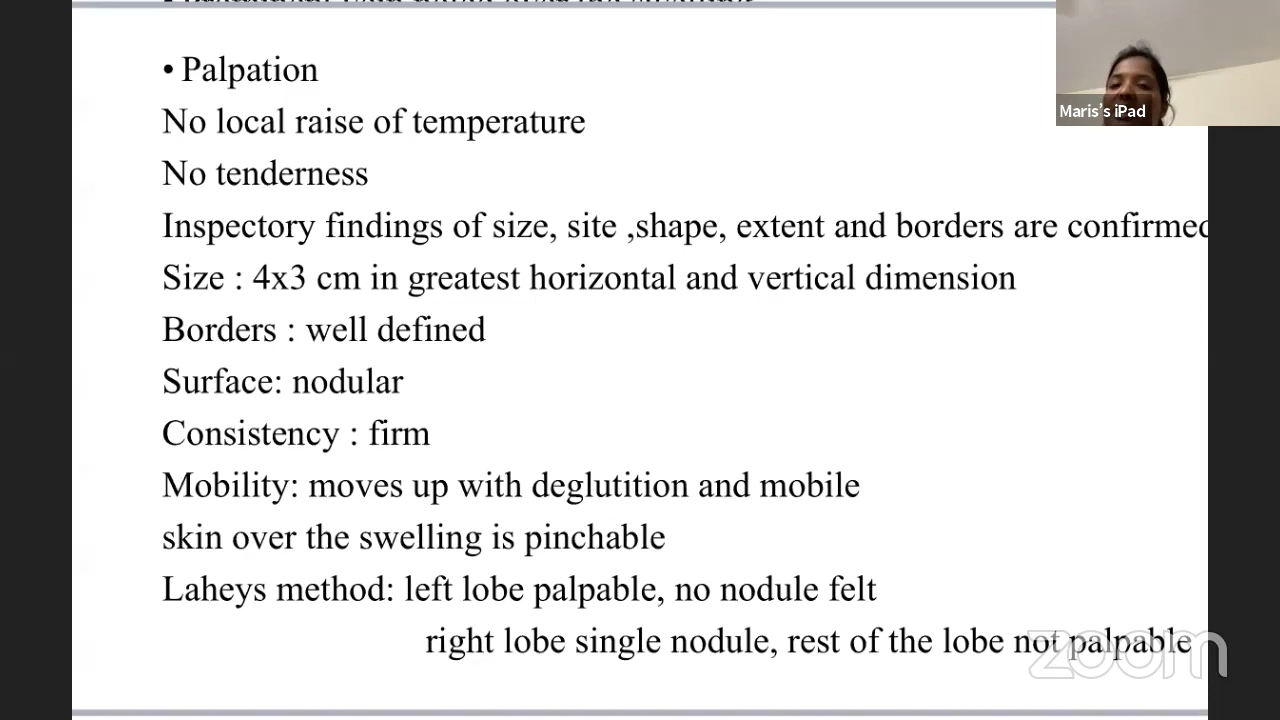 • Palpation
No local raise of temperature
No tenderness
Inspectory findings of size, site ,shape, extent and borders are confirmed
Size : 4x3 cm in greatest horizontal and vertical dimension
Borders : well defined
Surface: nodular
Consistency : firm
Mobility: moves up with deglutition and mobile
skin over the swelling is pinchable
Laheys method: left lobe palpable, no nodule felt
right lobe single nodule, rest of the lobe not palpable
Maris's iPad
zoom